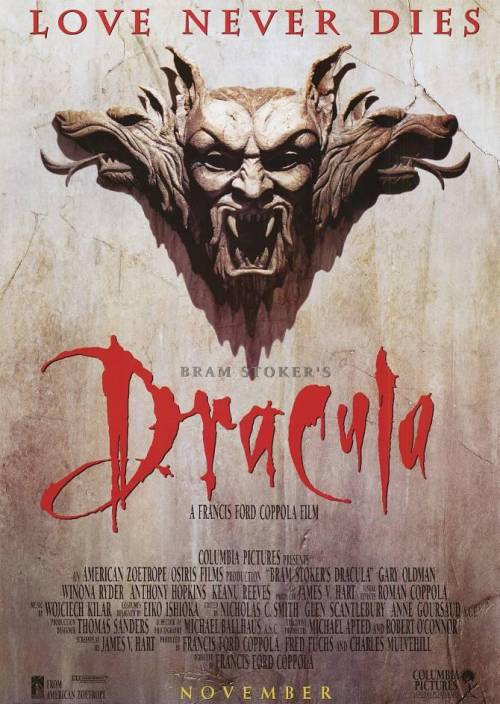 LOVE NEVER DIES
BRAM STOKER'S
Dracula
A FRANCIS FORD COPPOLA FILM
COLUMBIA PICTURES PRESENTS
AN AMERICAN ZOETROPE/OSIRIS FILMS PRODUCTION "BRAM STOKER'S DRACULA" GARY OLDMAN
WINONA RYDER ANTHONY HOPKINS KEANU REEVES JAMES V. HART ROMAN COPPOLA
MUSIC BY WOJCIECH KILAR COSTUMES DESIGNED BY EIKO ISHIOKA EDITED BY NICHOLAS C. SMITH GLEN SCANTLEBURY ANNE GOURSAUD A.C.E.
PRODUCTION DESIGNER THOMAS SANDERS DIRECTOR OF PHOTOGRAPHY MICHAEL BALLHAUS A.S.C. EXECUTIVE PRODUCERS MICHAEL APTED AND ROBERT O'CONNOR
SCREENPLAY BY JAMES V. HART PRODUCED BY FRANCIS FORD COPPOLA, FRED FUCHS AND CHARLES MULVEHILL
DIRECTED BY FRANCIS FORD COPPOLA
FROM
AMERICAN ZOETROPE
NOVEMBER
COLUMBIA
PICTURES